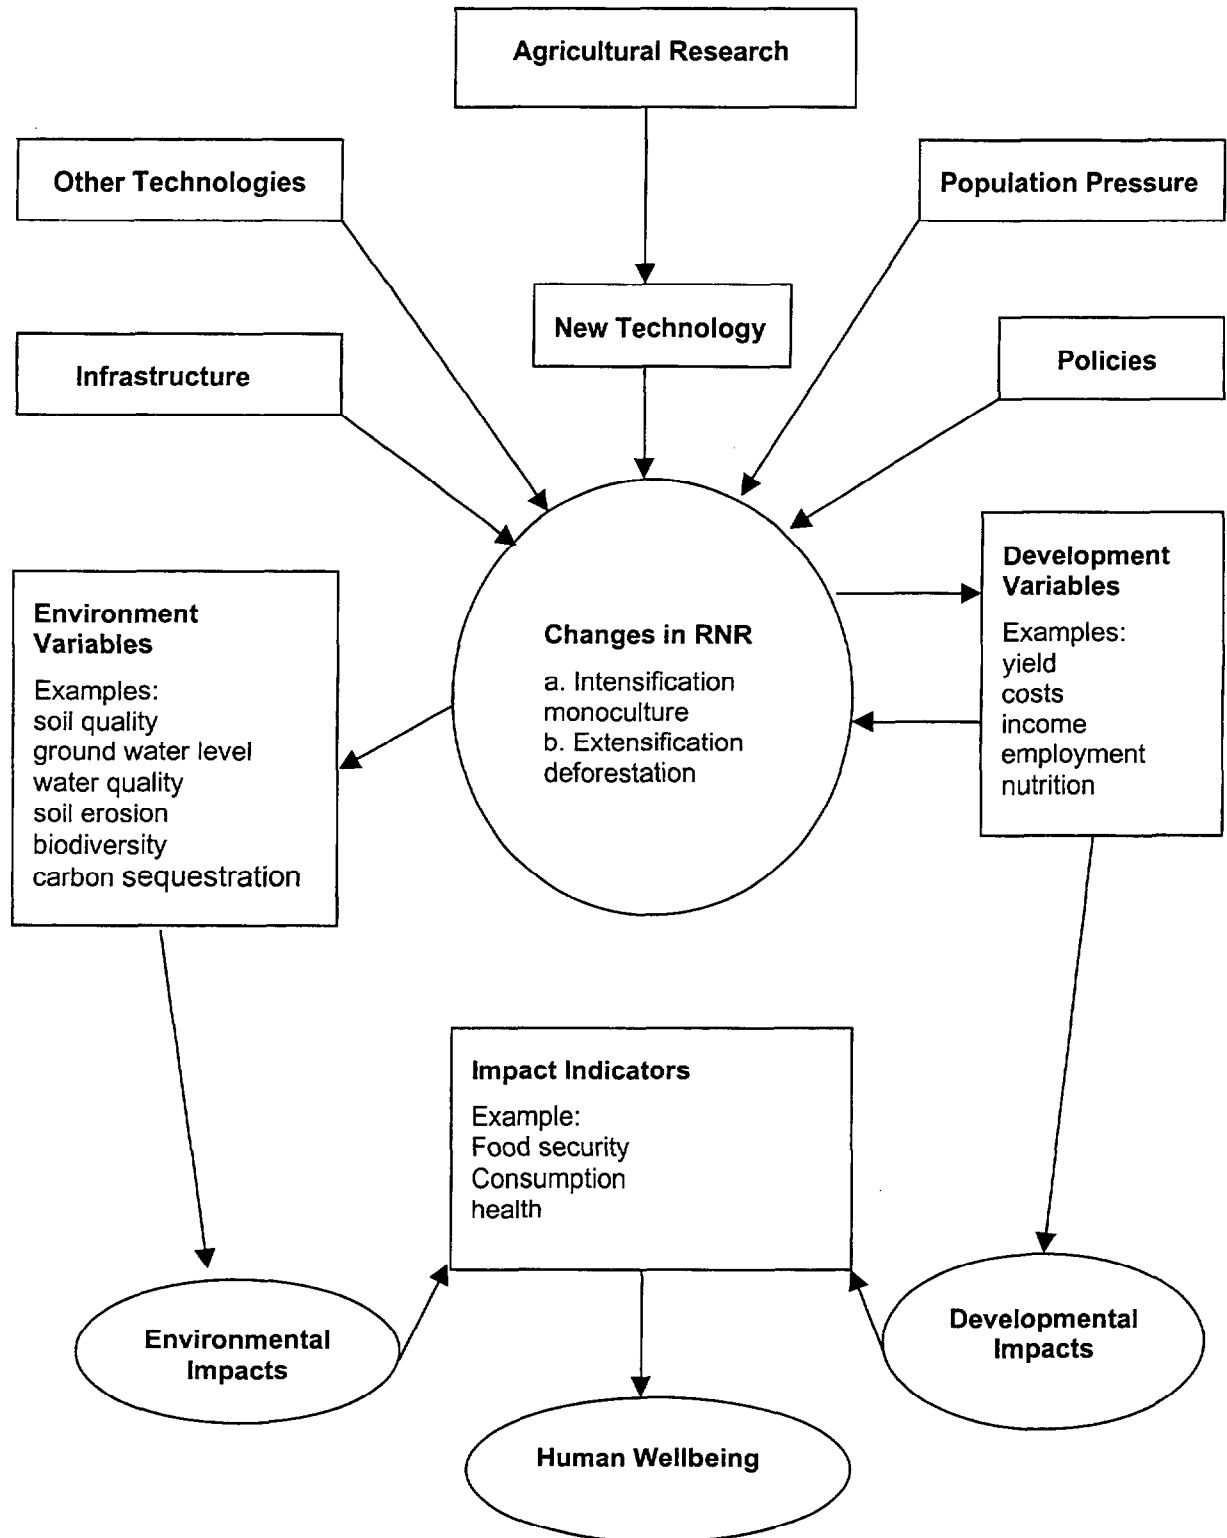 Agricultural Research
Other Technologies
Population Pressure
New Technology
Infrastructure
Policies
Environment
Variables
Examples:
soil quality
ground water level
water quality
soil erosion
biodiversity
carbon sequestration
Changes in RNR
a. Intensification
monoculture
b. Extensification
deforestation
Development
Variables
Examples:
yield
costs
income
employment
nutrition
Impact Indicators
Example:
Food security
Consumption
health
Environmental
Impacts
Developmental
Impacts
Human Wellbeing